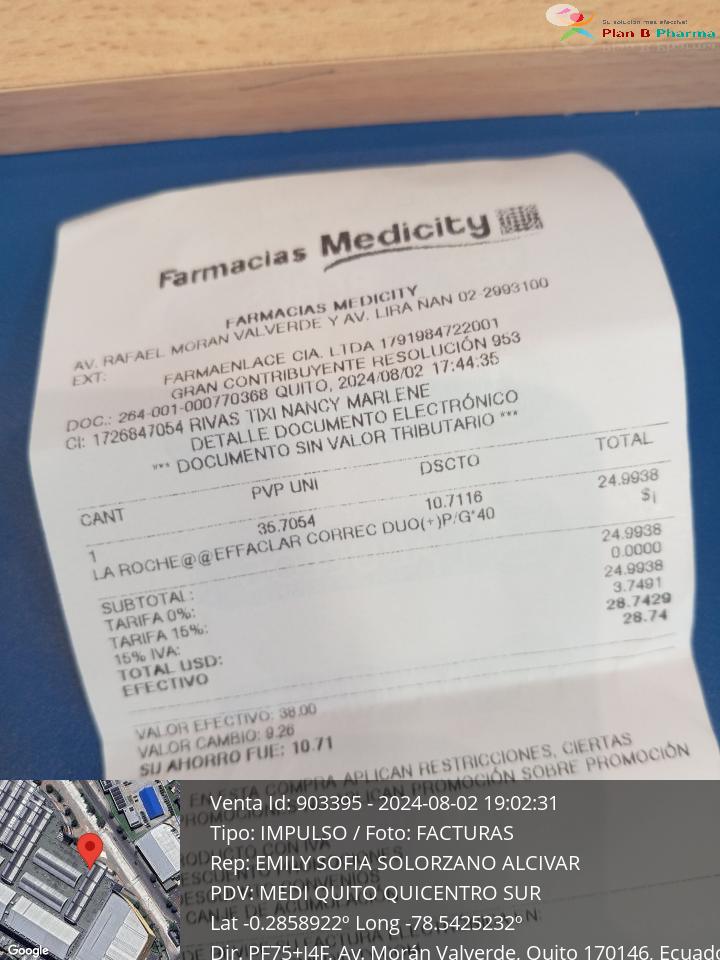 Su solución más efectiva!
Plan B Pharma
Farmacias Medicity
FARMACIAS MEDICITY
AV. RAFAEL MORAN VALVERDE Y AV. LIRA ÑAN 02-2993100
EXT:
FARMAENLACE CIA. LTDA 1791984722001
GRAN CONTRIBUYENTE RESOLUCIÓN 953
DOC.: 264-001-000770368 QUITO, 2024/08/02 17:44:35
CI: 1726847054 RIVAS TIXI NANCY MARLENE
DETALLE DOCUMENTO ELECTRÓNICO
*** DOCUMENTO SIN VALOR TRIBUTARIO ***
CANT PVP UNI DSCTO TOTAL
1 35.7054 10.7116 24.9938
LA ROCHE@@EFFACLAR CORREC DUO(+)P/G*40 $¡
SUBTOTAL: 24.9938
TARIFA 0%: 0.0000
TARIFA 15%: 24.9938
15% IVA: 3.7491
TOTAL USD: 28.7429
EFECTIVO 28.74
VALOR EFECTIVO: 38.00
VALOR CAMBIO: 9.26
SU AHORRO FUE: 10.71
EN ESTA COMPRA APLICAN RESTRICCIONES, CIERTAS
PROMOCIÓN SOBRE PROMOCIÓN
Venta Id: 903395 - 2024-08-02 19:02:31
Tipo: IMPULSO / Foto: FACTURAS
Rep: EMILY SOFIA SOLORZANO ALCIVAR
PDV: MEDI QUITO QUICENTRO SUR
Lat -0.2858922º Long -78.5425232º
Dir. PF75+J4F, Av. Morán Valverde, Quito 170146, Ecuado
Google